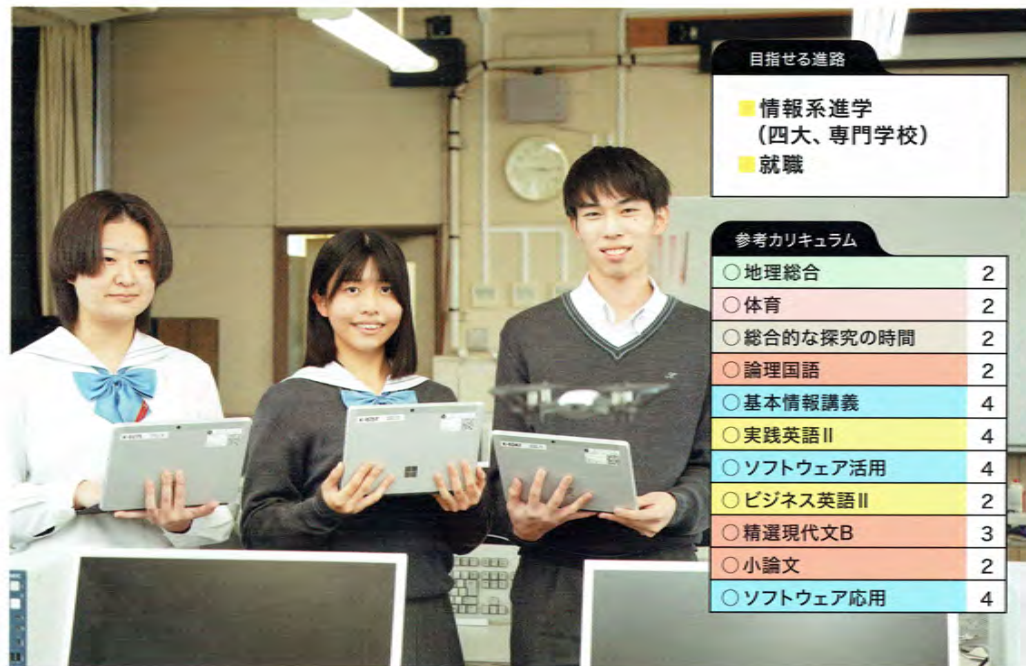 目指せる進路
情報系進学
（四大、専門学校）
就職
参考カリキュラム
○地理総合 2
○体育 2
○総合的な探究の時間 2
○論理国語 2
○基本情報講義 4
○実践英語Ⅱ 4
○ソフトウェア活用 4
○ビジネス英語Ⅱ 2
○精選現代文B 3
○小論文 2
○ソフトウェア応用 4